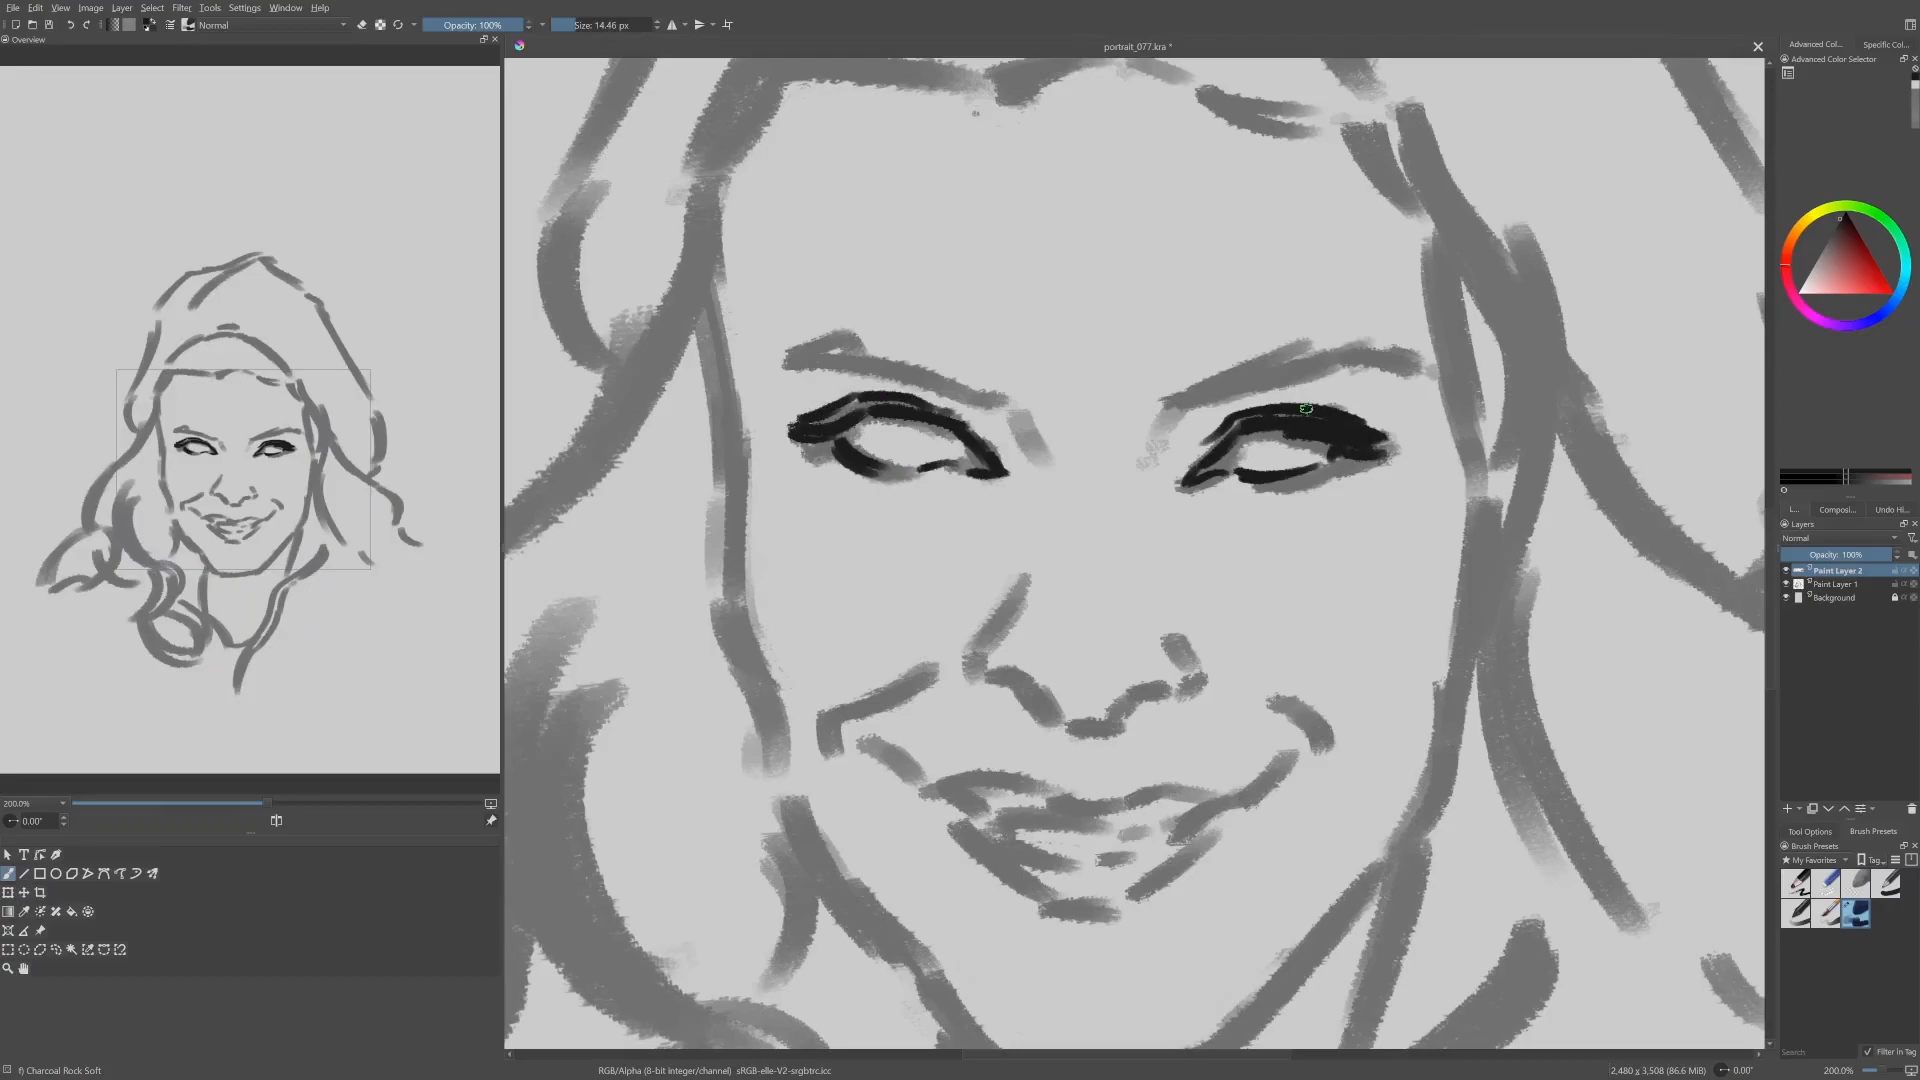 File Edit View Image Layer Select Filter Tools Settings Window Help
Normal Opacity: 100% Size: 14.46 px
Overview
portrait_077.kra *
Advanced Col... Specific Col...
Advanced Color Selector
L... Composi... Undo Hi...
Layers
Normal
Opacity: 100%
Paint Layer 2
Paint Layer 1
Background
200.0%
0.00°
Tool Options Brush Presets
Brush Presets
My Favorites Tag
Search Filter in Tag
f) Charcoal Rock Soft RGB/Alpha (8-bit integer/channel) sRGB-elle-V2-srgbtrc.icc 2,480 x 3,508 (86.6 MiB) 0.00° 200.0%